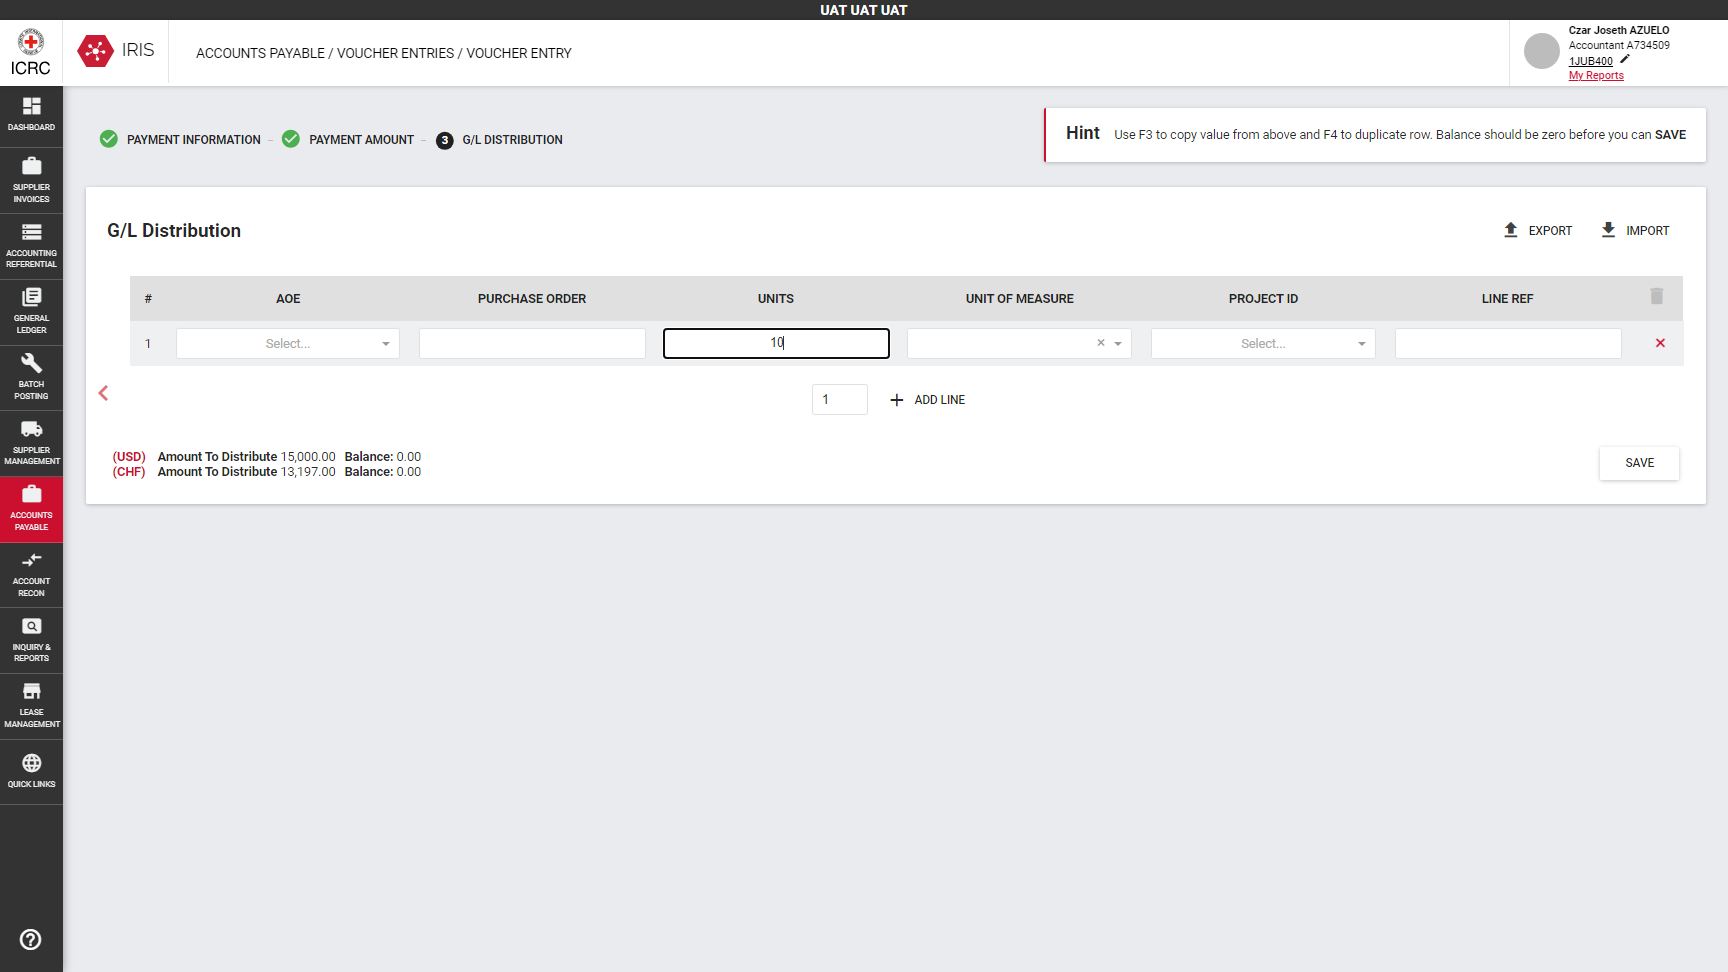 UAT UAT UAT
ICRC
IRIS
ACCOUNTS PAYABLE / VOUCHER ENTRIES / VOUCHER ENTRY
Czar Joseth AZUELO
Accountant A734509
1JUB400
My Reports
DASHBOARD
SUPPLIER
INVOICES
ACCOUNTING
REFERENTIAL
GENERAL
LEDGER
BATCH
POSTING
SUPPLIER
MANAGEMENT
ACCOUNTS
PAYABLE
ACCOUNT
RECON
INQUIRY &
REPORTS
LEASE
MANAGEMENT
QUICK LINKS
PAYMENT INFORMATION – PAYMENT AMOUNT – 3 G/L DISTRIBUTION
Hint Use F3 to copy value from above and F4 to duplicate row. Balance should be zero before you can SAVE
G/L Distribution
EXPORT IMPORT
# AOE PURCHASE ORDER UNITS UNIT OF MEASURE PROJECT ID LINE REF
1 Select... 10 Select...
1 ADD LINE
(USD) Amount To Distribute 15,000.00 Balance: 0.00
(CHF) Amount To Distribute 13,197.00 Balance: 0.00
SAVE